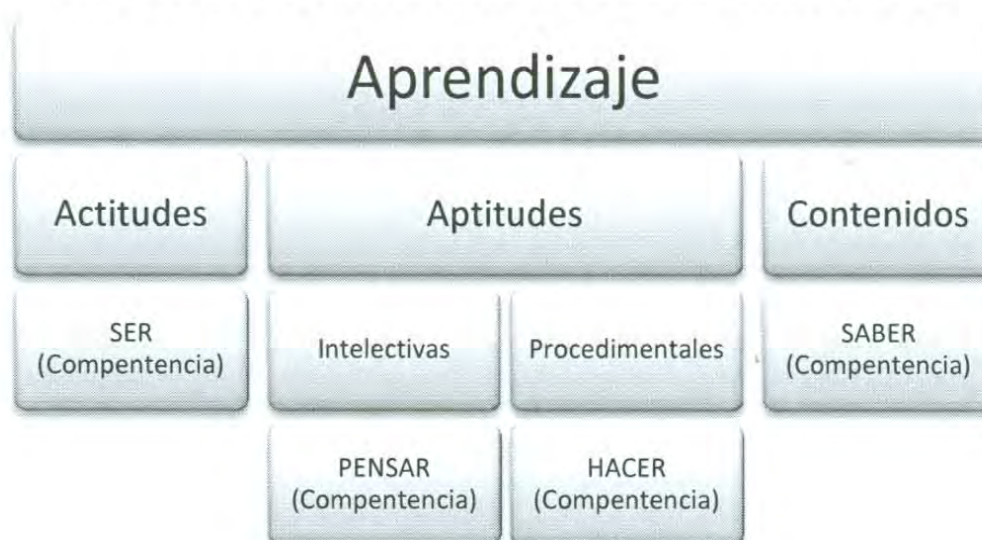 Aprendizaje
Actitudes
Aptitudes
Contenidos
SER
(Compentencia)
Intelectivas
Procedimentales
SABER
(Compentencia)
PENSAR
(Compentencia)
HACER
(Compentencia)